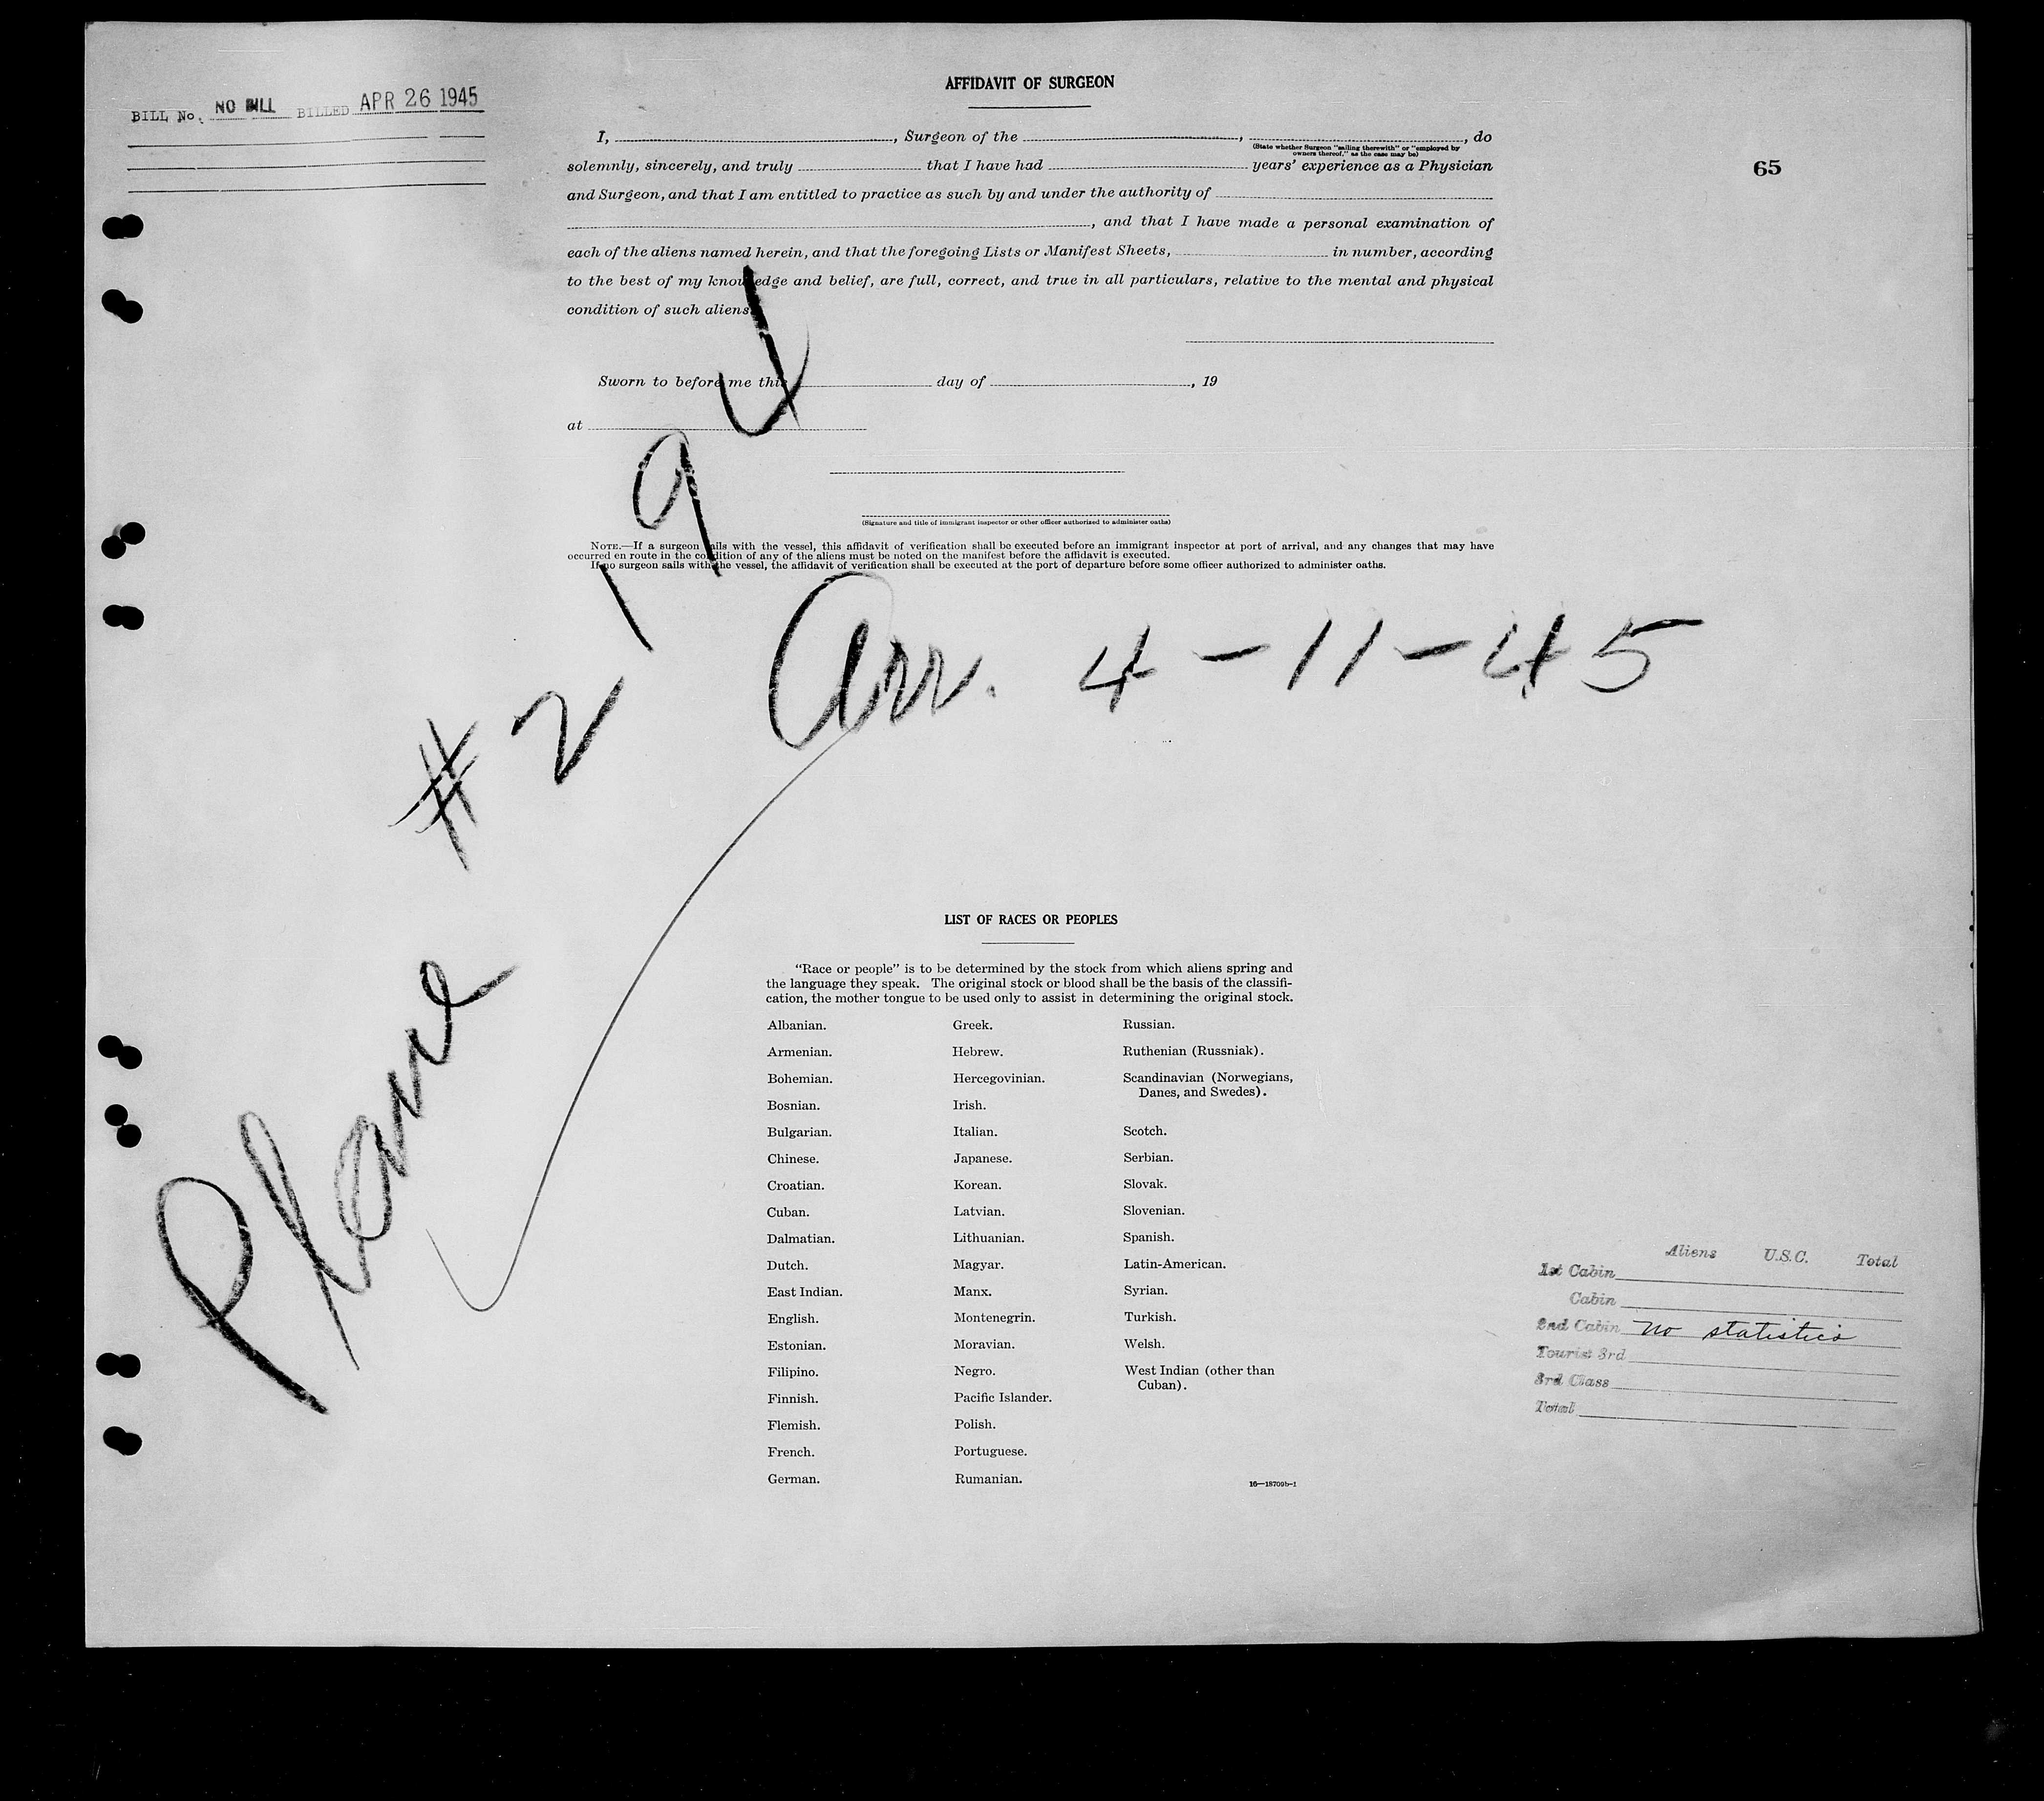 BILL No. NO BILL BILLED APR 26 1945
AFFIDAVIT OF SURGEON
I, , Surgeon of the , , do
(State whether Surgeon "sailing therewith" or "employed by
owners thereof," as the case may be)
solemnly, sincerely, and truly that I have had years' experience as a Physician
65
and Surgeon, and that I am entitled to practice as such by and under the authority of
, and that I have made a personal examination of
each of the aliens named herein, and that the foregoing Lists or Manifest Sheets, in number, according
to the best of my knowledge and belief, are full, correct, and true in all particulars, relative to the mental and physical
condition of such aliens.
Sworn to before me this day of , 19
at
(Signature and title of immigrant inspector or other officer authorized to administer oaths)
NOTE.—If a surgeon sails with the vessel, this affidavit of verification shall be executed before an immigrant inspector at port of arrival, and any changes that may have
occurred en route in the condition of any of the aliens must be noted on the manifest before the affidavit is executed.
If no surgeon sails with the vessel, the affidavit of verification shall be executed at the port of departure before some officer authorized to administer oaths.
Plane #2194
Arr. 4-11-45
LIST OF RACES OR PEOPLES
"Race or people" is to be determined by the stock from which aliens spring and
the language they speak. The original stock or blood shall be the basis of the classifi-
cation, the mother tongue to be used only to assist in determining the original stock.
Albanian. Greek. Russian.
Armenian. Hebrew. Ruthenian (Russniak).
Bohemian. Hercegovinian. Scandinavian (Norwegians,
Danes, and Swedes).
Bosnian. Irish.
Bulgarian. Italian. Scotch.
Chinese. Japanese. Serbian.
Croatian. Korean. Slovak.
Cuban. Latvian. Slovenian.
Dalmatian. Lithuanian. Spanish.
Dutch. Magyar. Latin-American.
East Indian. Manx. Syrian.
English. Montenegrin. Turkish.
Estonian. Moravian. Welsh.
Filipino. Negro. West Indian (other than
Cuban).
Finnish. Pacific Islander.
Flemish. Polish.
French. Portuguese.
German. Rumanian.
16—18709b-1
Aliens U.S.C. Total
1st Cabin
Cabin
2nd Cabin no statistics
Tourist 3rd
3rd Class
Total